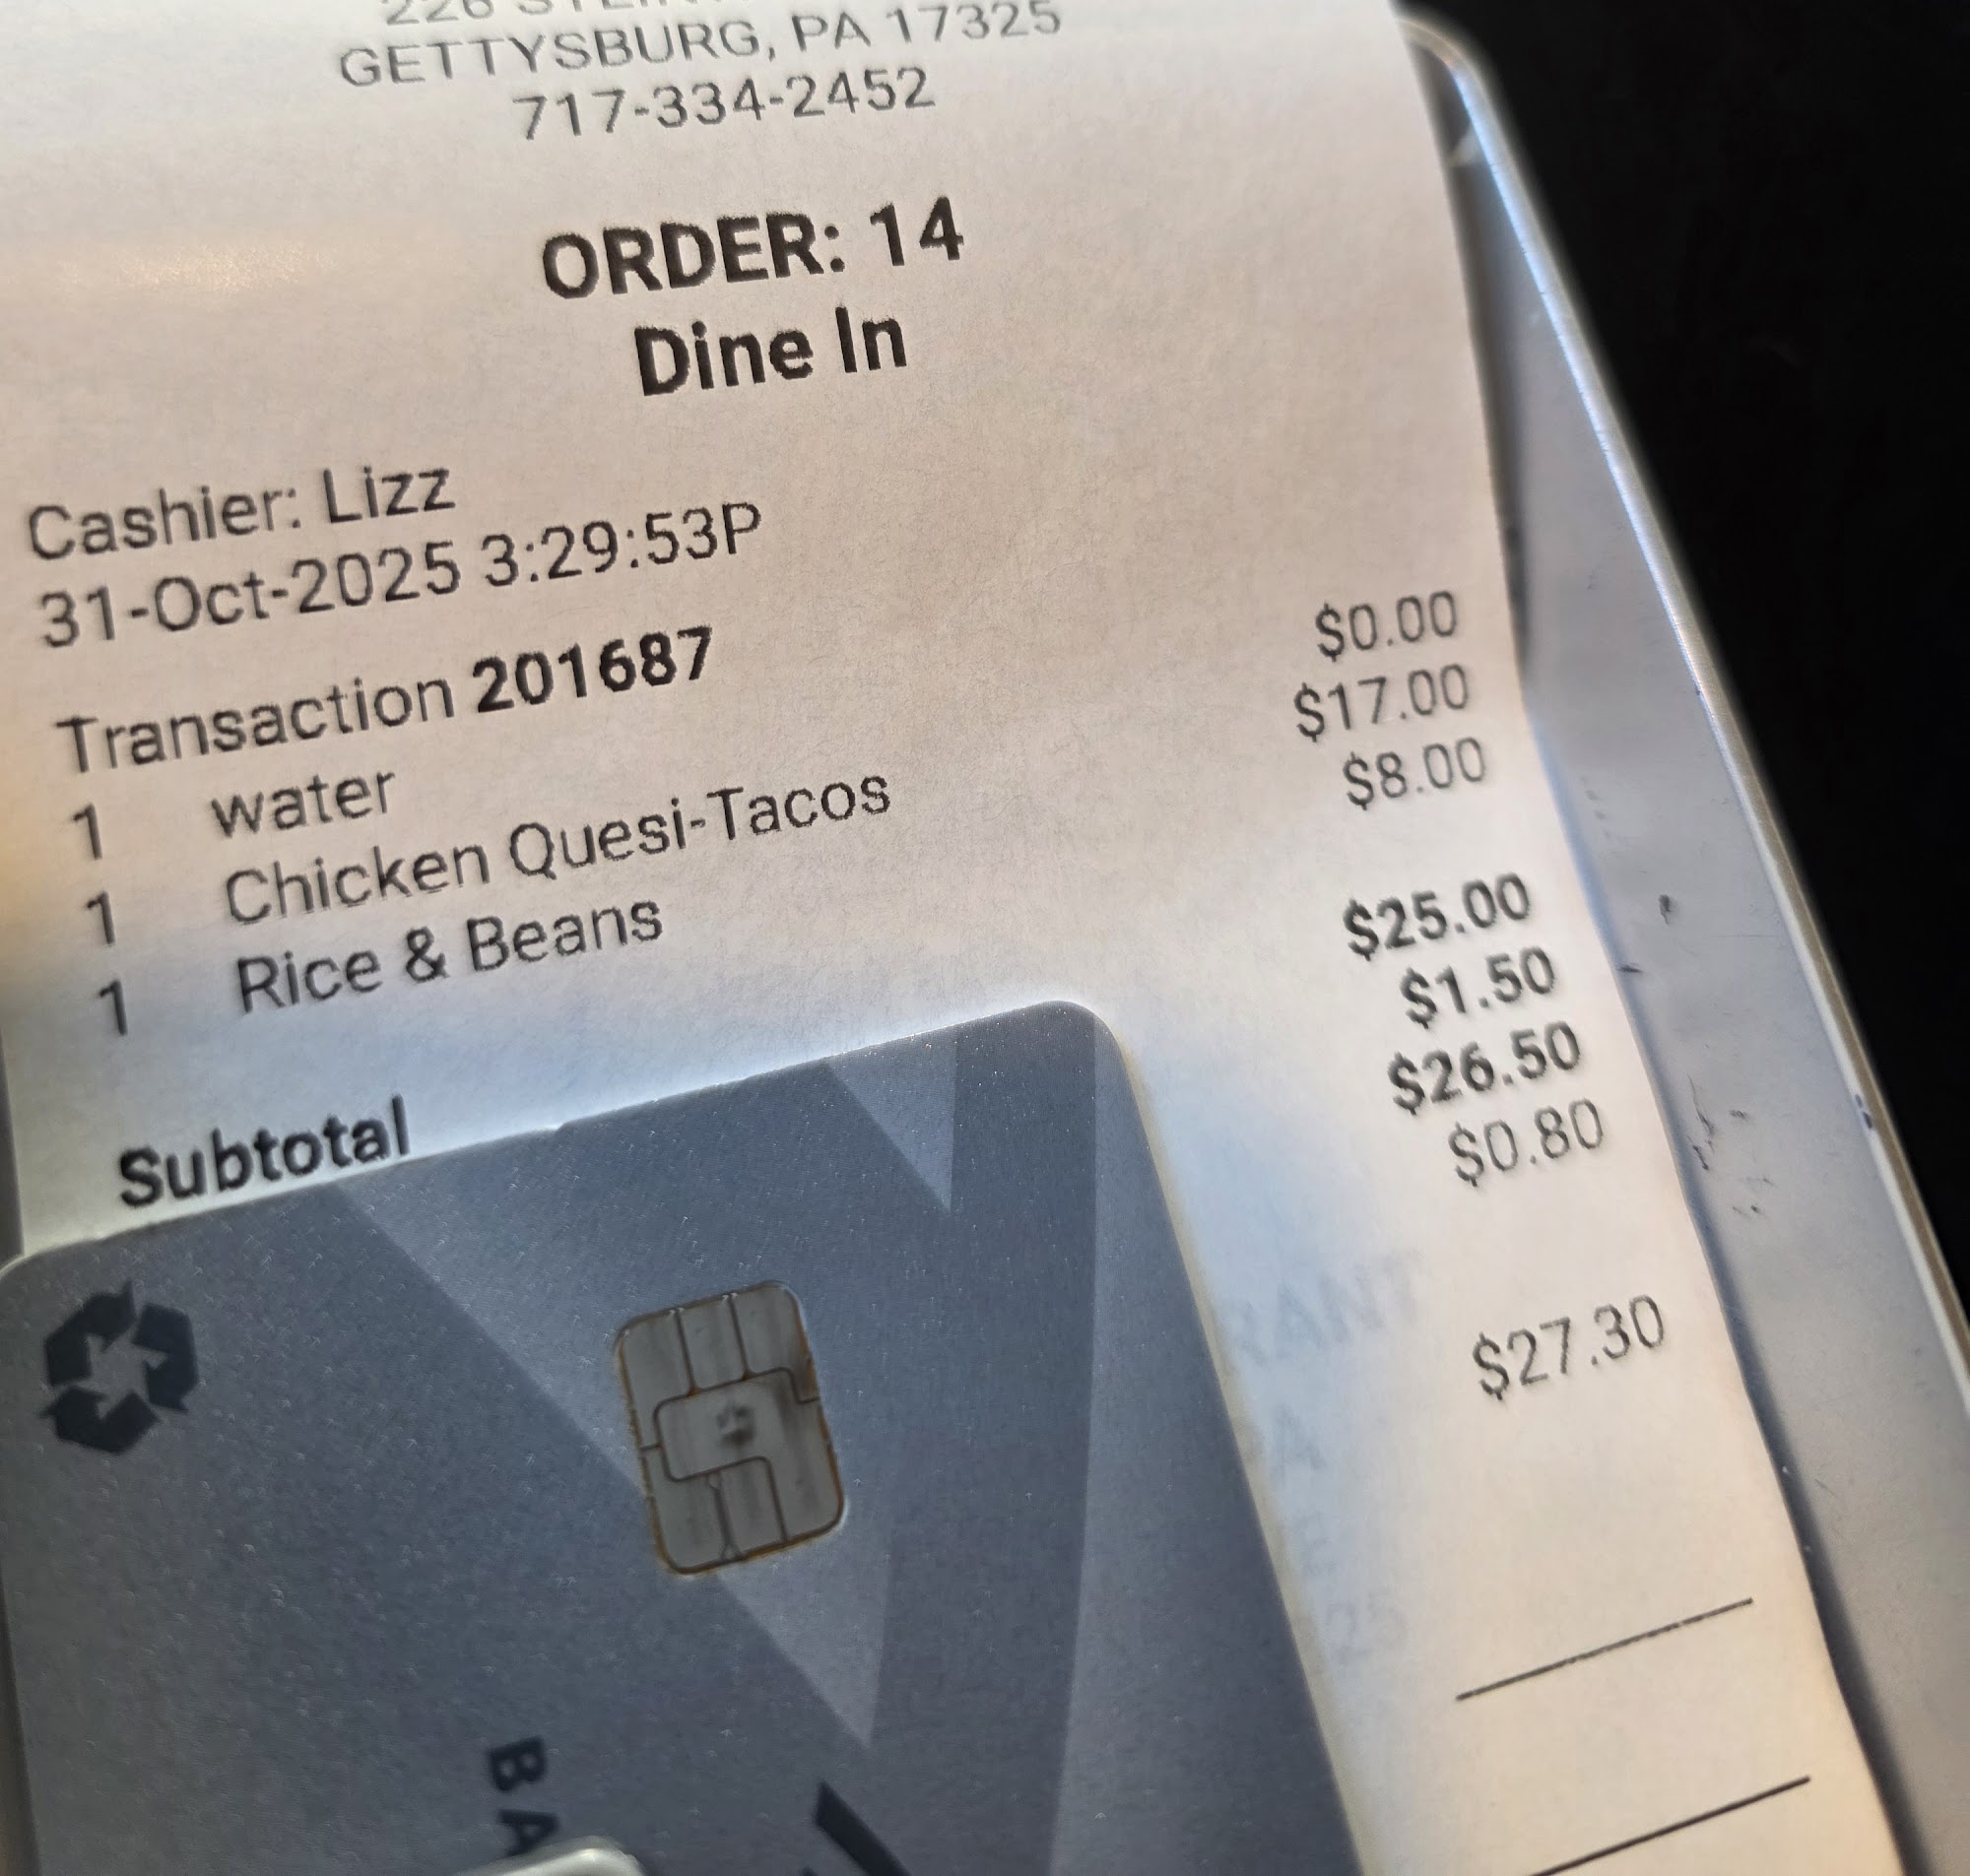 GETTYSBURG, PA 17325
717-334-2452
ORDER: 14
Dine In
Cashier: Lizz
31-Oct-2025 3:29:53P
Transaction 201687
1 water $0.00
1 Chicken Quesi-Tacos $17.00
1 Rice & Beans $8.00
Subtotal $25.00
$1.50
$26.50
$0.80
$27.30